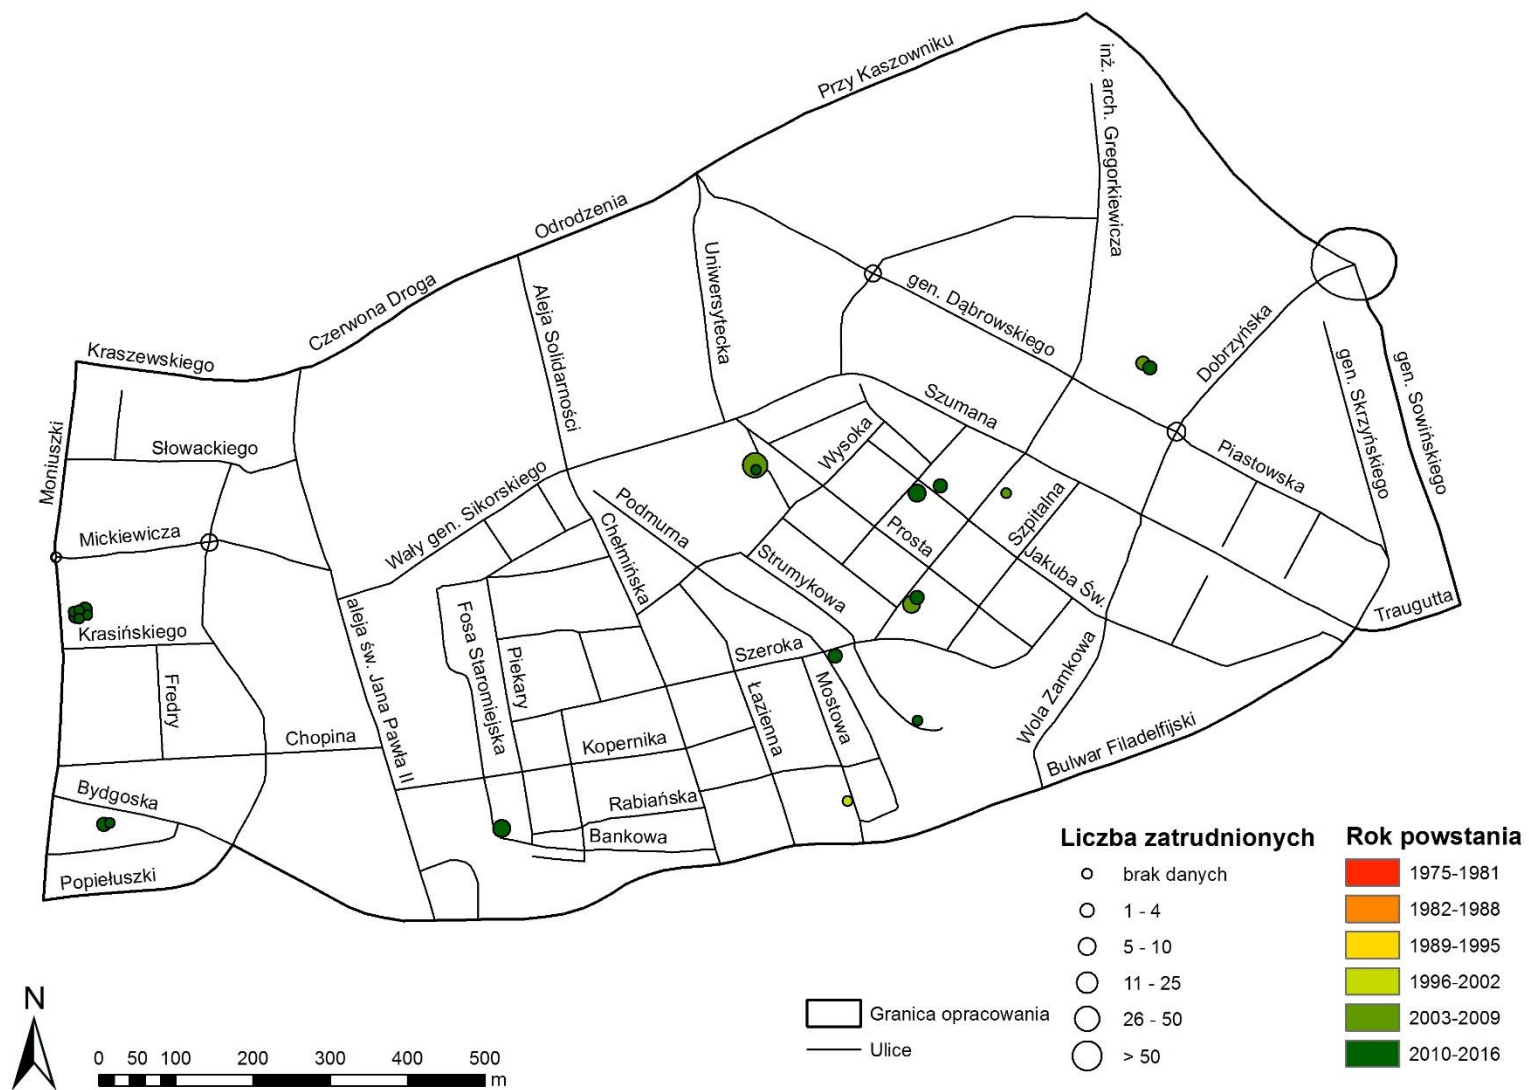 Przy Kaszowniku
inż. arch. Gregorkiewicza
Odrodzenia
Uniwersytecka
Czerwona Droga
Aleja Solidarności
gen. Dąbrowskiego
Dobrzyńska
gen. Skrzyńskiego
gen. Sowińskiego
Kraszewskiego
Szumana
Moniuszki
Słowackiego
Wysoka
Piastowska
Wały gen. Sikorskiego
Podmurna
Szpitalna
Mickiewicza
Chełmińska
Prosta
Jakuba Św.
Strumykowa
Traugutta
Krasińskiego
aleja św. Jana Pawła II
Fosa Staromiejska
Piekary
Szeroka
Wola Zamkowa
Fredry
Łazienna
Mostowa
Chopina
Kopernika
Bulwar Filadelfijski
Bydgoska
Rabiańska
Bankowa
Popiełuszki
Liczba zatrudnionych
brak danych
1 - 4
5 - 10
11 - 25
26 - 50
> 50
Rok powstania
1975-1981
1982-1988
1989-1995
1996-2002
2003-2009
2010-2016
Granica opracowania
Ulice
N
0 50 100 200 300 400 500
m